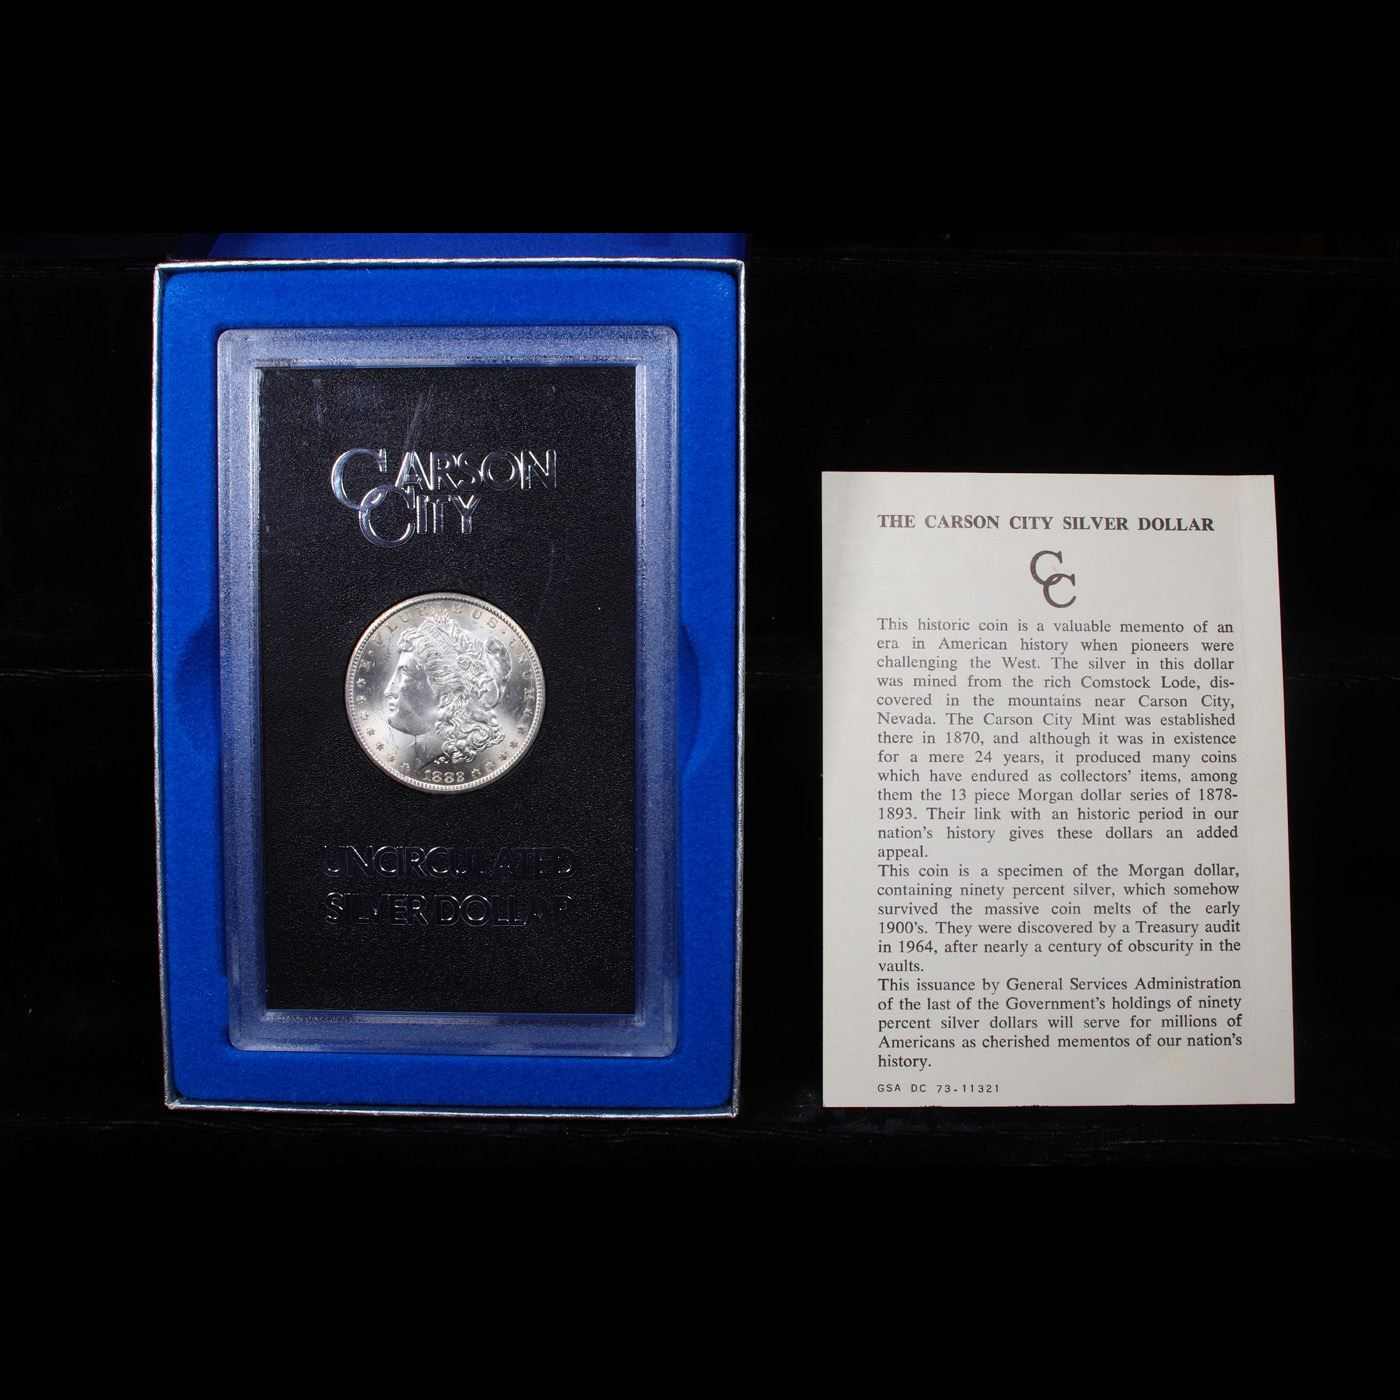 CARSON
CITY
E · PLURIBUS · UNUM
1882
UNCIRCULATED
SILVER DOLLAR
THE CARSON CITY SILVER DOLLAR
CC
This historic coin is a valuable memento of an
era in American history when pioneers were
challenging the West. The silver in this dollar
was mined from the rich Comstock Lode, dis-
covered in the mountains near Carson City,
Nevada. The Carson City Mint was established
there in 1870, and although it was in existence
for a mere 24 years, it produced many coins
which have endured as collectors' items, among
them the 13 piece Morgan dollar series of 1878-
1893. Their link with an historic period in our
nation's history gives these dollars an added
appeal.
This coin is a specimen of the Morgan dollar,
containing ninety percent silver, which somehow
survived the massive coin melts of the early
1900's. They were discovered by a Treasury audit
in 1964, after nearly a century of obscurity in the
vaults.
This issuance by General Services Administration
of the last of the Government's holdings of ninety
percent silver dollars will serve for millions of
Americans as cherished mementos of our nation's
history.
GSA DC 73-11321